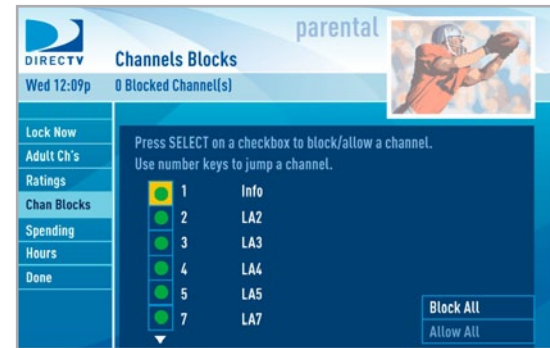 parental
DIRECTV
Channels Blocks
Wed 12:09p
0 Blocked Channel(s)
Lock Now
Adult Ch's
Ratings
Chan Blocks
Spending
Hours
Done
Press SELECT on a checkbox to block/allow a channel.
Use number keys to jump a channel.
1 Info
2 LA2
3 LA3
4 LA4
5 LA5
7 LA7
Block All
Allow All